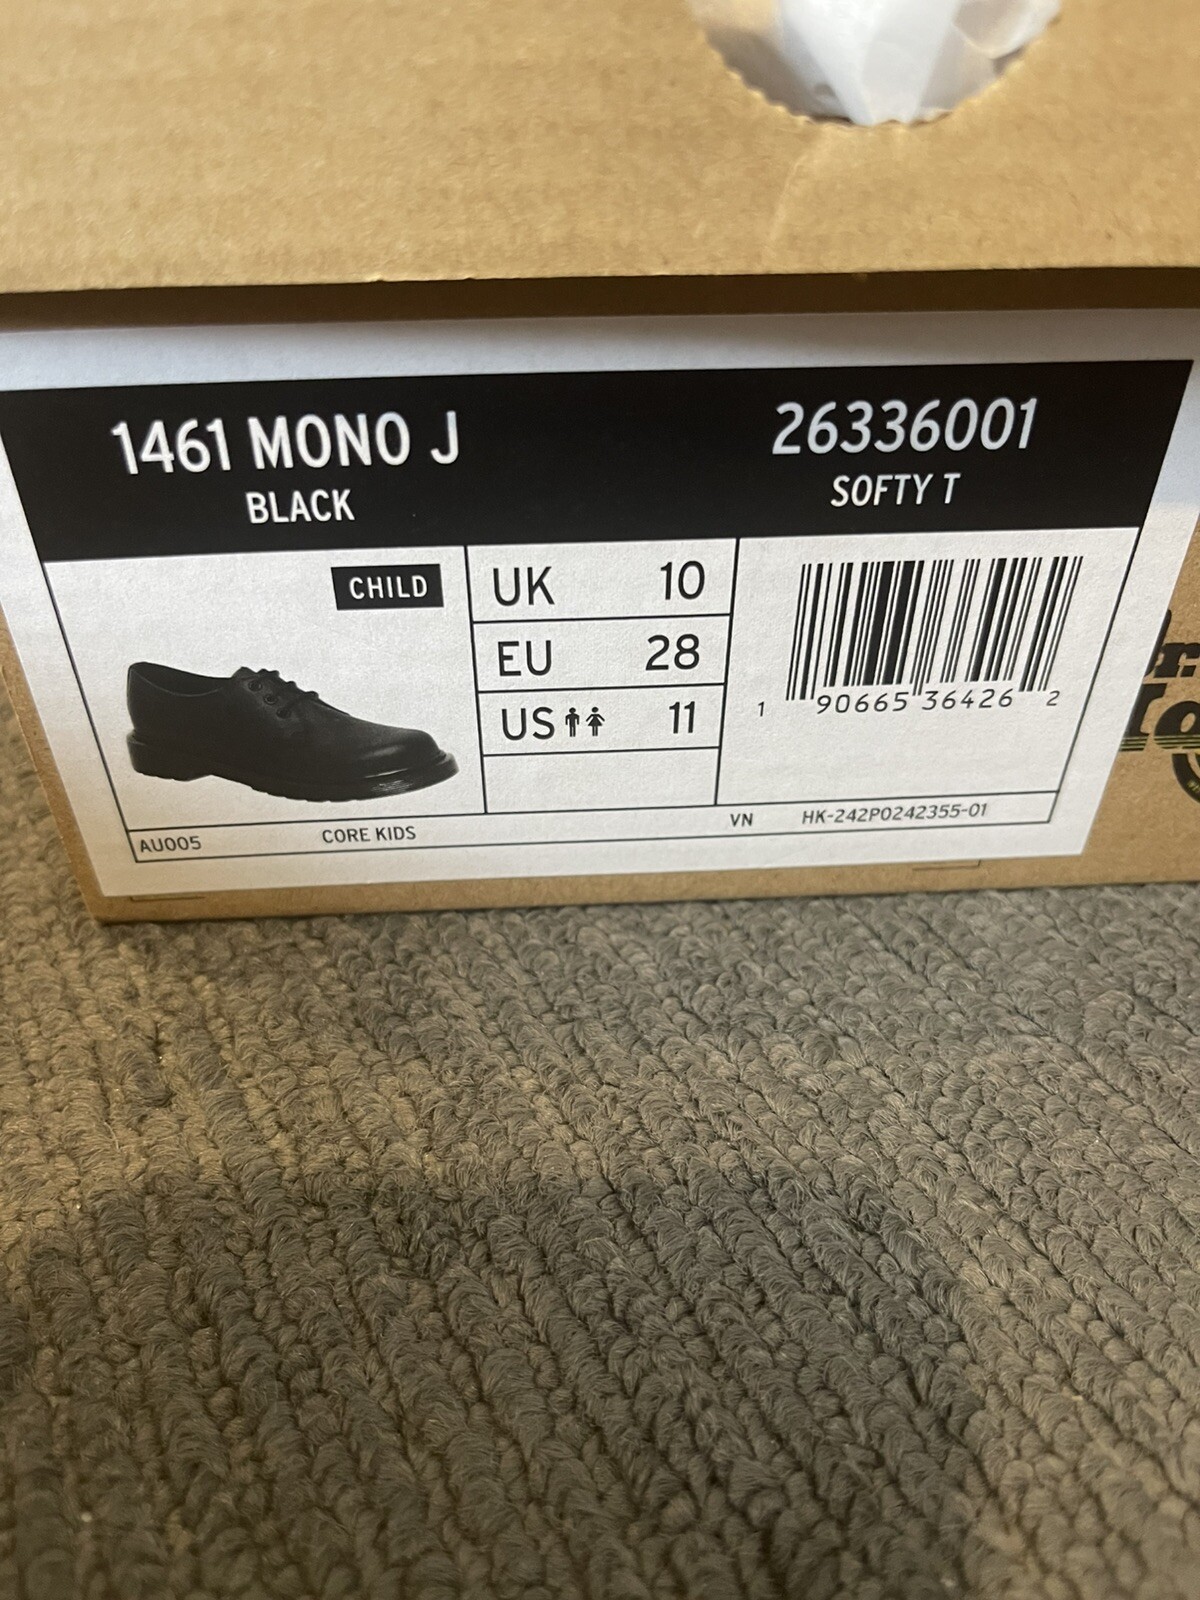 1461 MONO J
BLACK
26336001
SOFTY T
CHILD
UK 10
EU 28
US 11
1 90665 36426 2
AU005
CORE KIDS
VN
HK-242P0242355-01